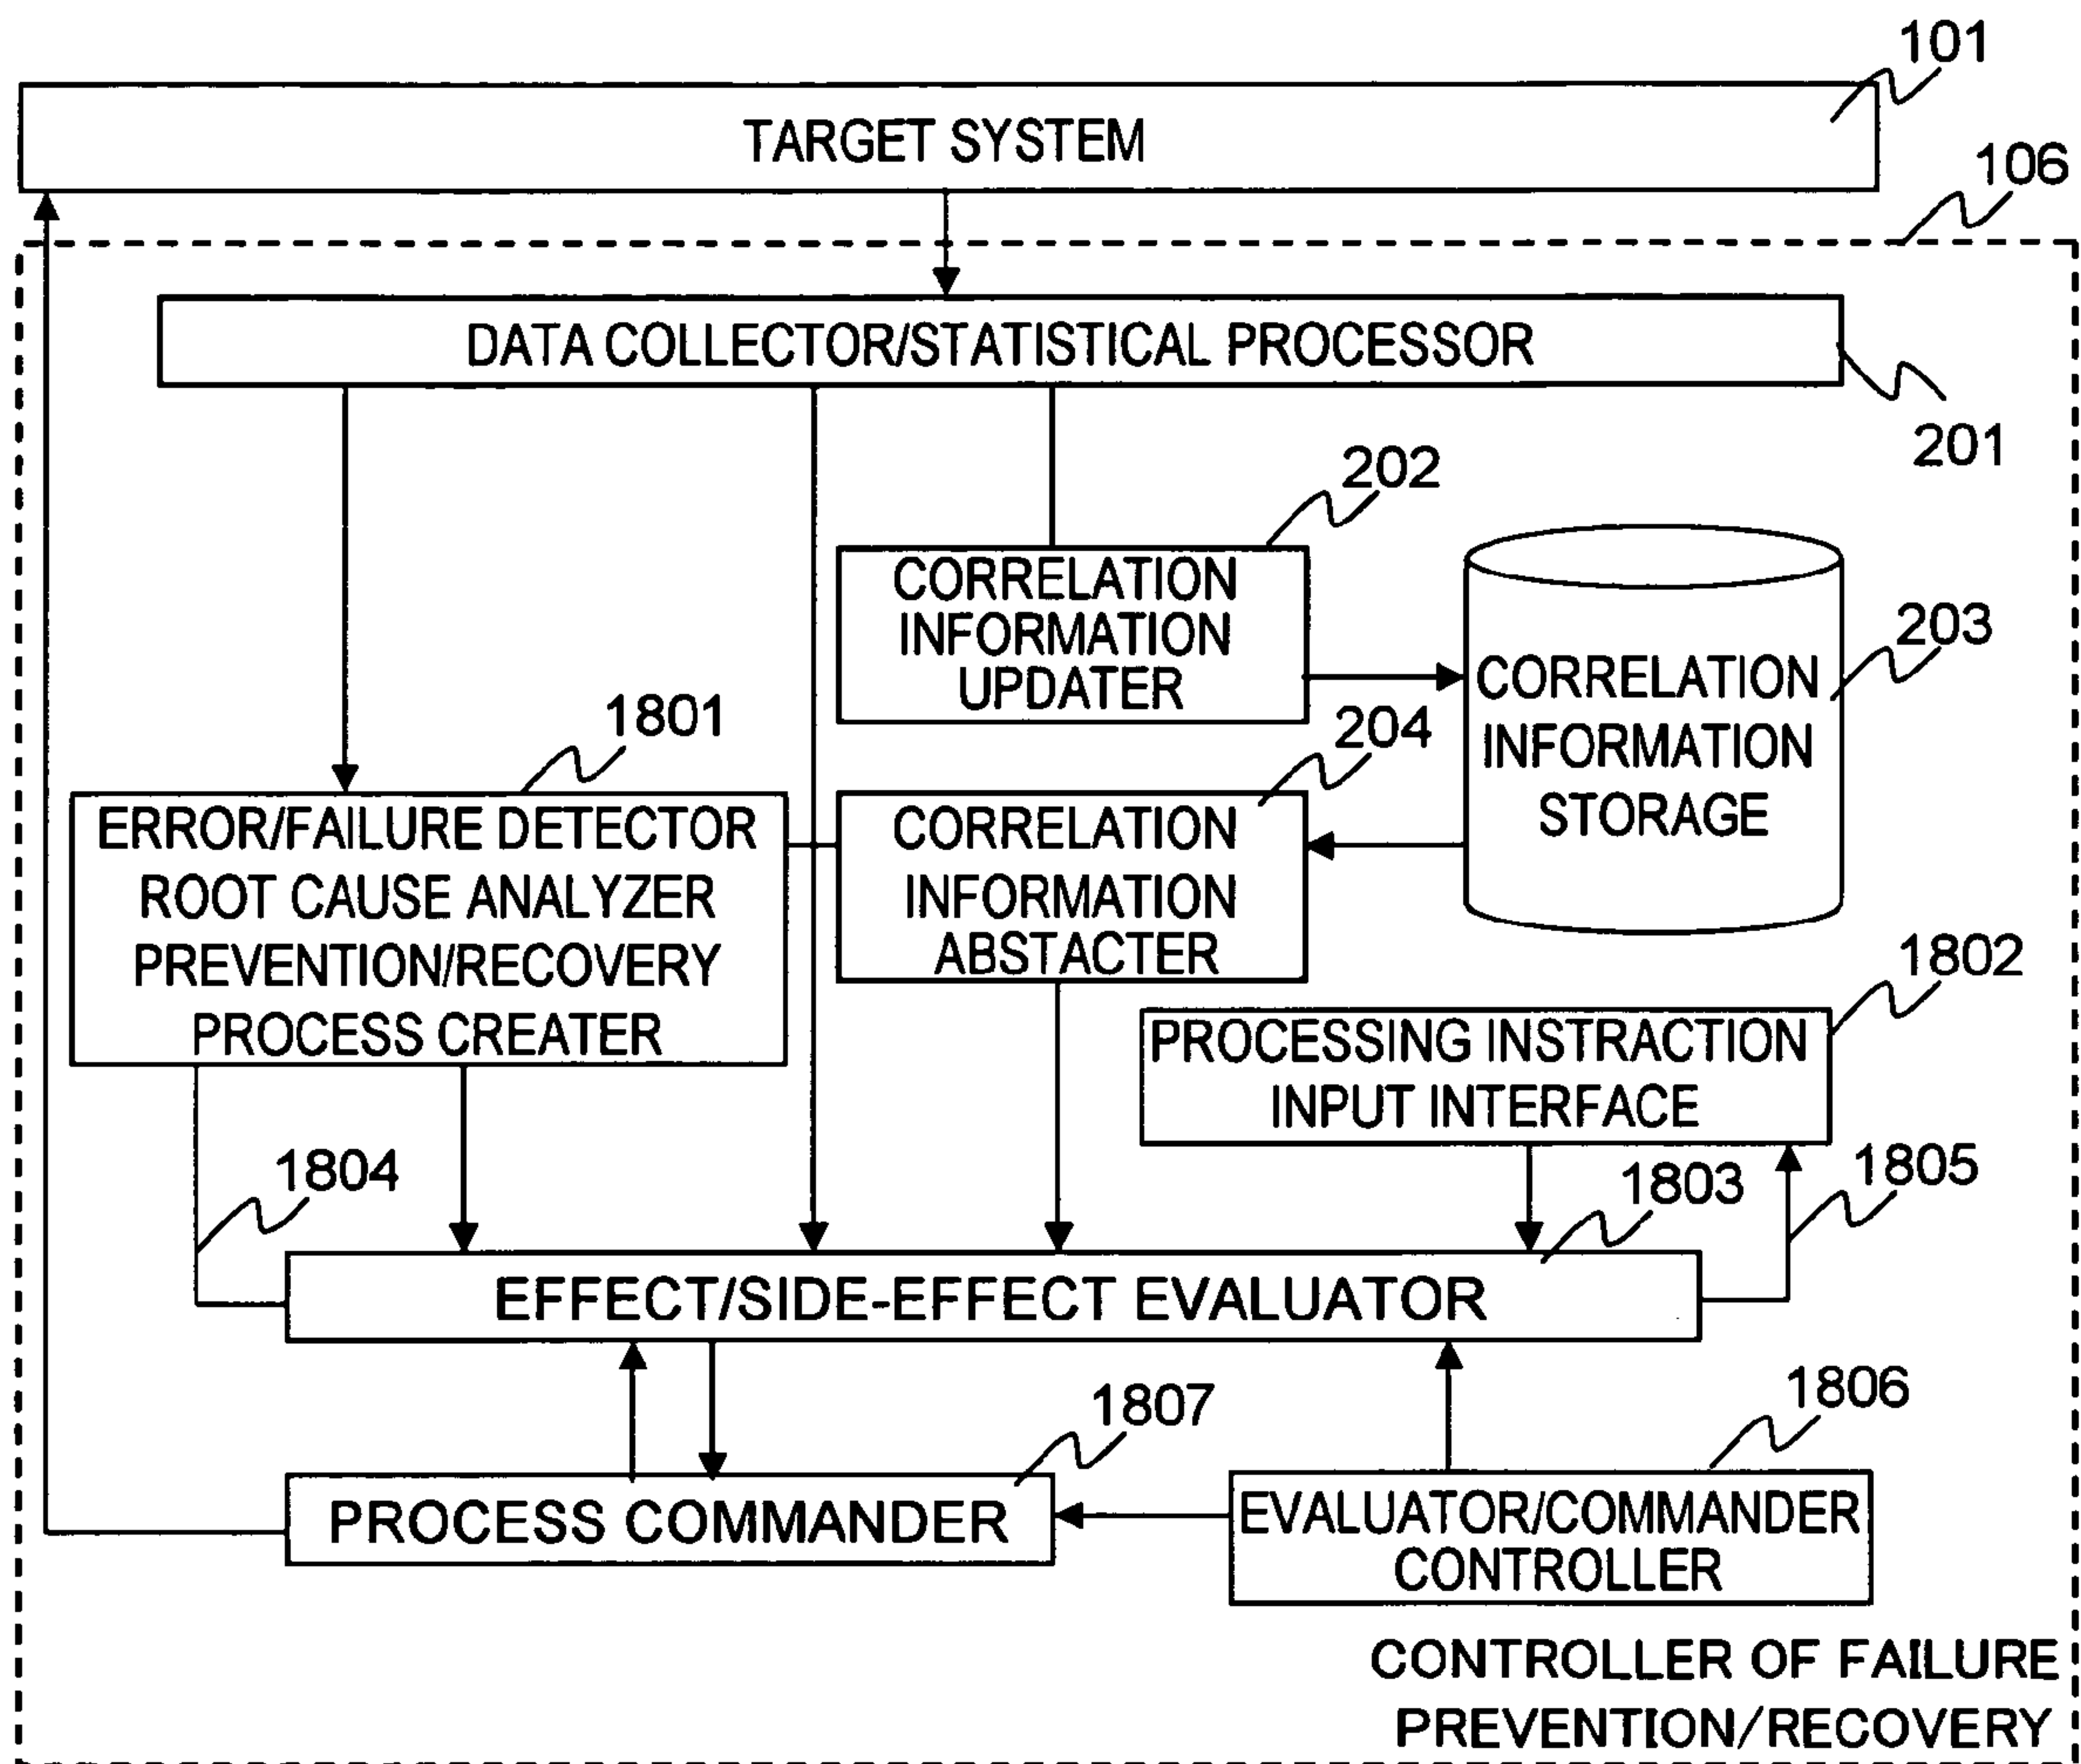 101
TARGET SYSTEM
106
DATA COLLECTOR/STATISTICAL PROCESSOR
201
202
CORRELATION
INFORMATION
UPDATER
203
CORRELATION
INFORMATION
STORAGE
1801
204
ERROR/FAILURE DETECTOR
ROOT CAUSE ANALYZER
PREVENTION/RECOVERY
PROCESS CREATER
CORRELATION
INFORMATION
ABSTACTER
1802
PROCESSING INSTRACTION
INPUT INTERFACE
1804
1803
1805
EFFECT/SIDE-EFFECT EVALUATOR
1807
1806
PROCESS COMMANDER
EVALUATOR/COMMANDER
CONTROLLER
CONTROLLER OF FAILURE
PREVENTION/RECOVERY